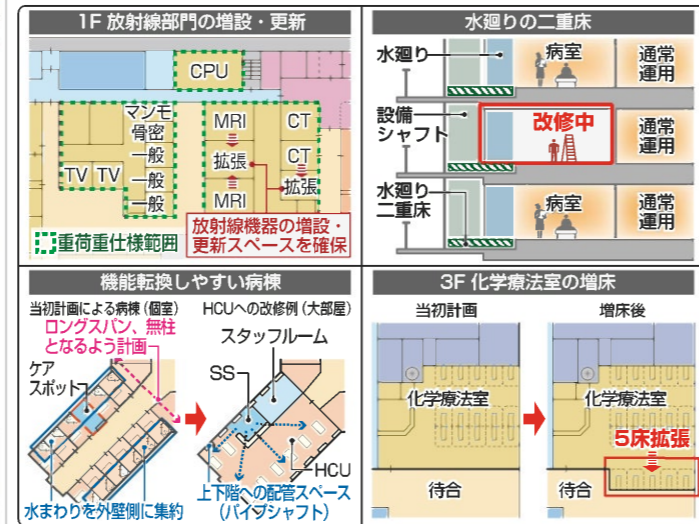 1F 放射線部門の増設・更新
CPU
マンモ
骨密
一般
TV TV
一般
一般
MRI
拡張
MRI
CT
CT
拡張
重荷重仕様範囲
放射線機器の増設・
更新スペースを確保
水廻りの二重床
水廻り
病室
通常
運用
設備
シャフト
改修中
通常
運用
水廻り
二重床
病室
通常
運用
機能転換しやすい病棟
当初計画による病棟（個室）
ロングスパン、無柱
となるよう計画
ケア
スポット
水まわりを外壁側に集約
HCUへの改修例（大部屋）
スタッフルーム
SS
HCU
上下階への配管スペース
（パイプシャフト）
3F 化学療法室の増床
当初計画
化学療法室
待合
増床後
化学療法室
5床拡張
待合